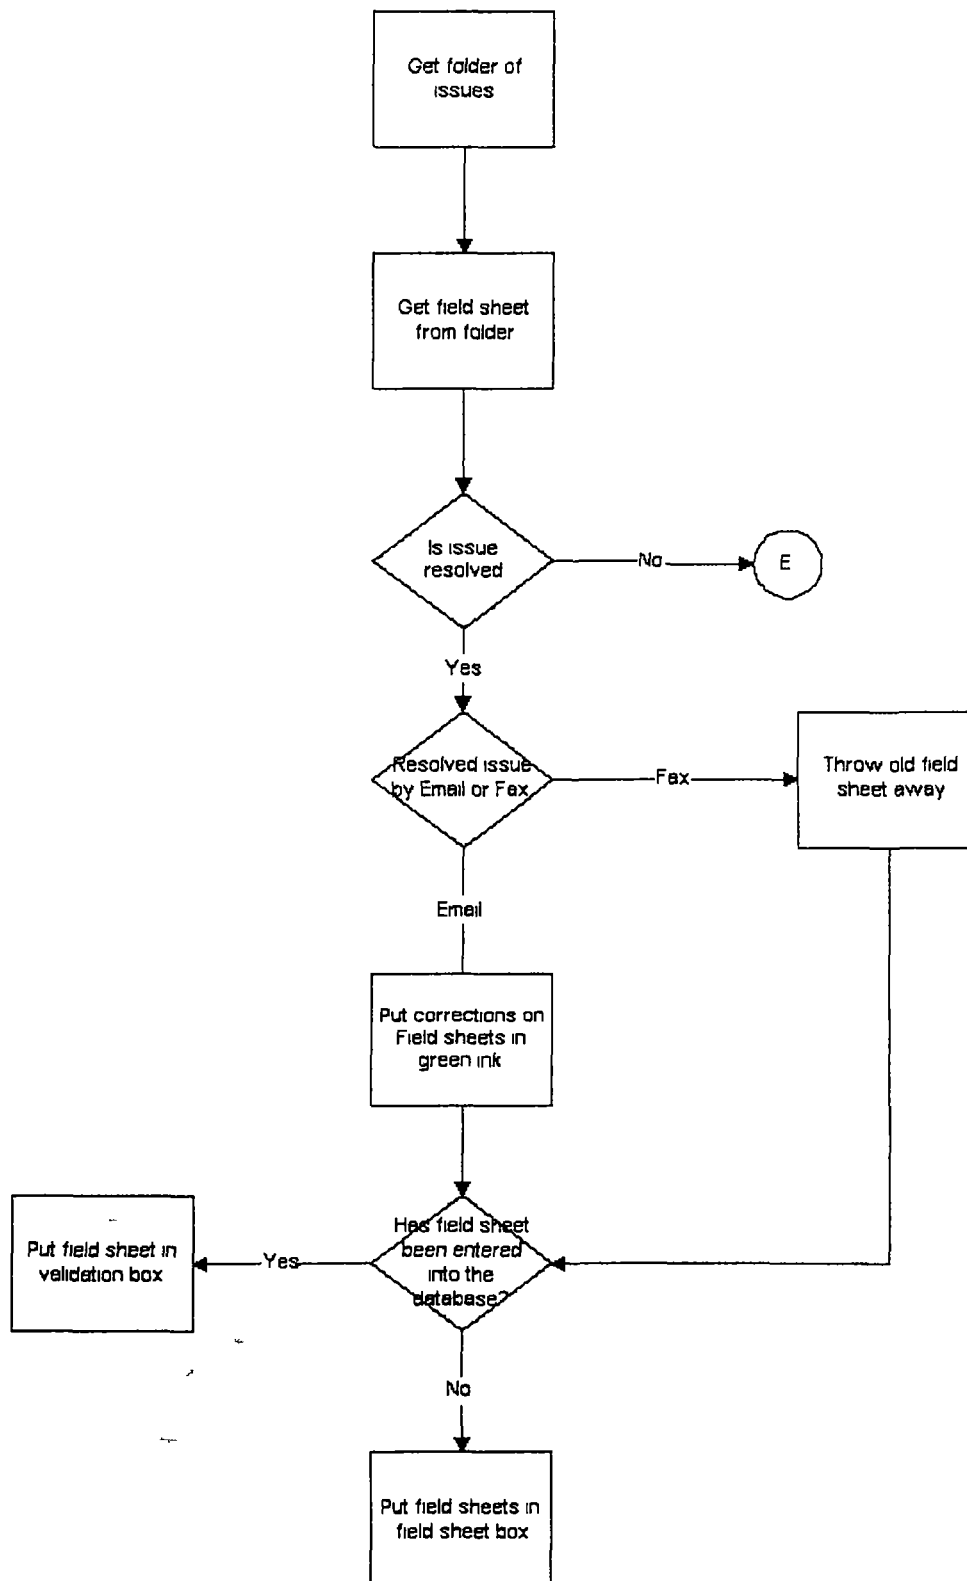 Get folder of
issues
Get field sheet
from folder
Is issue
resolved
No
E
Yes
Resolved issue
by Email or Fax
Fax
Throw old field
sheet away
Email
Put corrections on
Field sheets in
green ink
Has field sheet
been entered
into the
database?
Yes
Put field sheet in
validation box
No
Put field sheets in
field sheet box